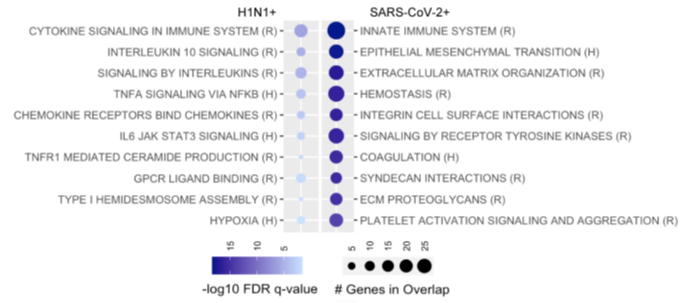 H1N1+ SARS-CoV-2+
CYTOKINE SIGNALING IN IMMUNE SYSTEM (R) INNATE IMMUNE SYSTEM (R)
INTERLEUKIN 10 SIGNALING (R) EPITHELIAL MESENCHYMAL TRANSITION (H)
SIGNALING BY INTERLEUKINS (R) EXTRACELLULAR MATRIX ORGANIZATION (R)
TNFA SIGNALING VIA NFKB (H) HEMOSTASIS (R)
CHEMOKINE RECEPTORS BIND CHEMOKINES (R) INTEGRIN CELL SURFACE INTERACTIONS (R)
IL6 JAK STAT3 SIGNALING (H) SIGNALING BY RECEPTOR TYROSINE KINASES (R)
TNFR1 MEDIATED CERAMIDE PRODUCTION (R) COAGULATION (H)
GPCR LIGAND BINDING (R) SYNDECAN INTERACTIONS (R)
TYPE I HEMIDESMOSOME ASSEMBLY (R) ECM PROTEOGLYCANS (R)
HYPOXIA (H) PLATELET ACTIVATION SIGNALING AND AGGREGATION (R)
15 10 5 5 10 15 20 25
-log10 FDR q-value # Genes in Overlap